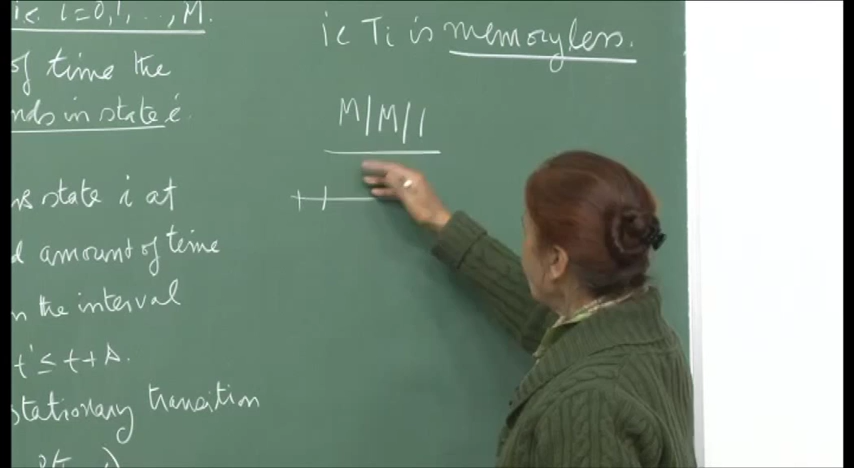 i = 0, 1, ..., M.
of time the
nds in state i.
state i at
d amount of time
n the interval
t' ≤ t + Δ.
stationary transition
ie Ti is memoryless.
M/M/1